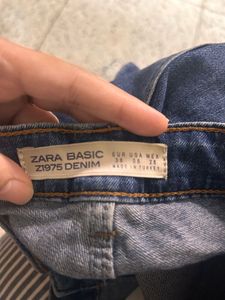 ZARA BASIC
Z1975 DENIM
EUR USA MEX
MADE IN TURKEY